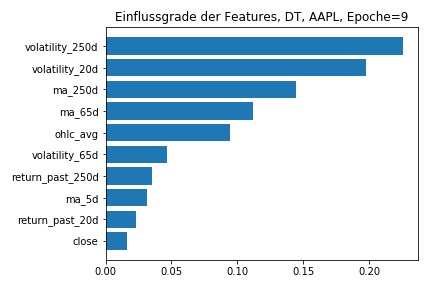 Einflussgrade der Features, DT, AAPL, Epoche=9
volatility_250d
volatility_20d
ma_250d
ma_65d
ohlc_avg
volatility_65d
return_past_250d
ma_5d
return_past_20d
close
0.00 0.05 0.10 0.15 0.20